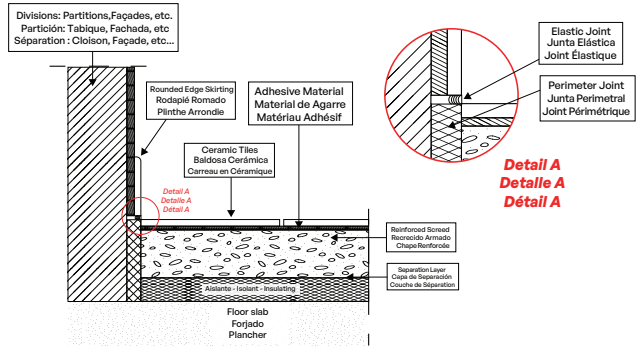 Divisions: Partitions,Façades, etc.
Partición: Tabique, Fachada, etc
Séparation : Cloison, Façade, etc...
Rounded Edge Skirting
Rodapié Romado
Plinthe Arrondie
Adhesive Material
Material de Agarre
Matériau Adhésif
Ceramic Tiles
Baldosa Cerámica
Carreau en Céramique
Detail A
Detalle A
Détail A
Elastic Joint
Junta Elástica
Joint Élastique
Perimeter Joint
Junta Perimetral
Joint Périmétrique
Detail A
Detalle A
Détail A
Reinforced Screed
Recrecido Armado
Chape Renforcée
Separation Layer
Capa de Separación
Couche de Séparation
Aislante - Isolant - Insulating
Floor slab
Forjado
Plancher